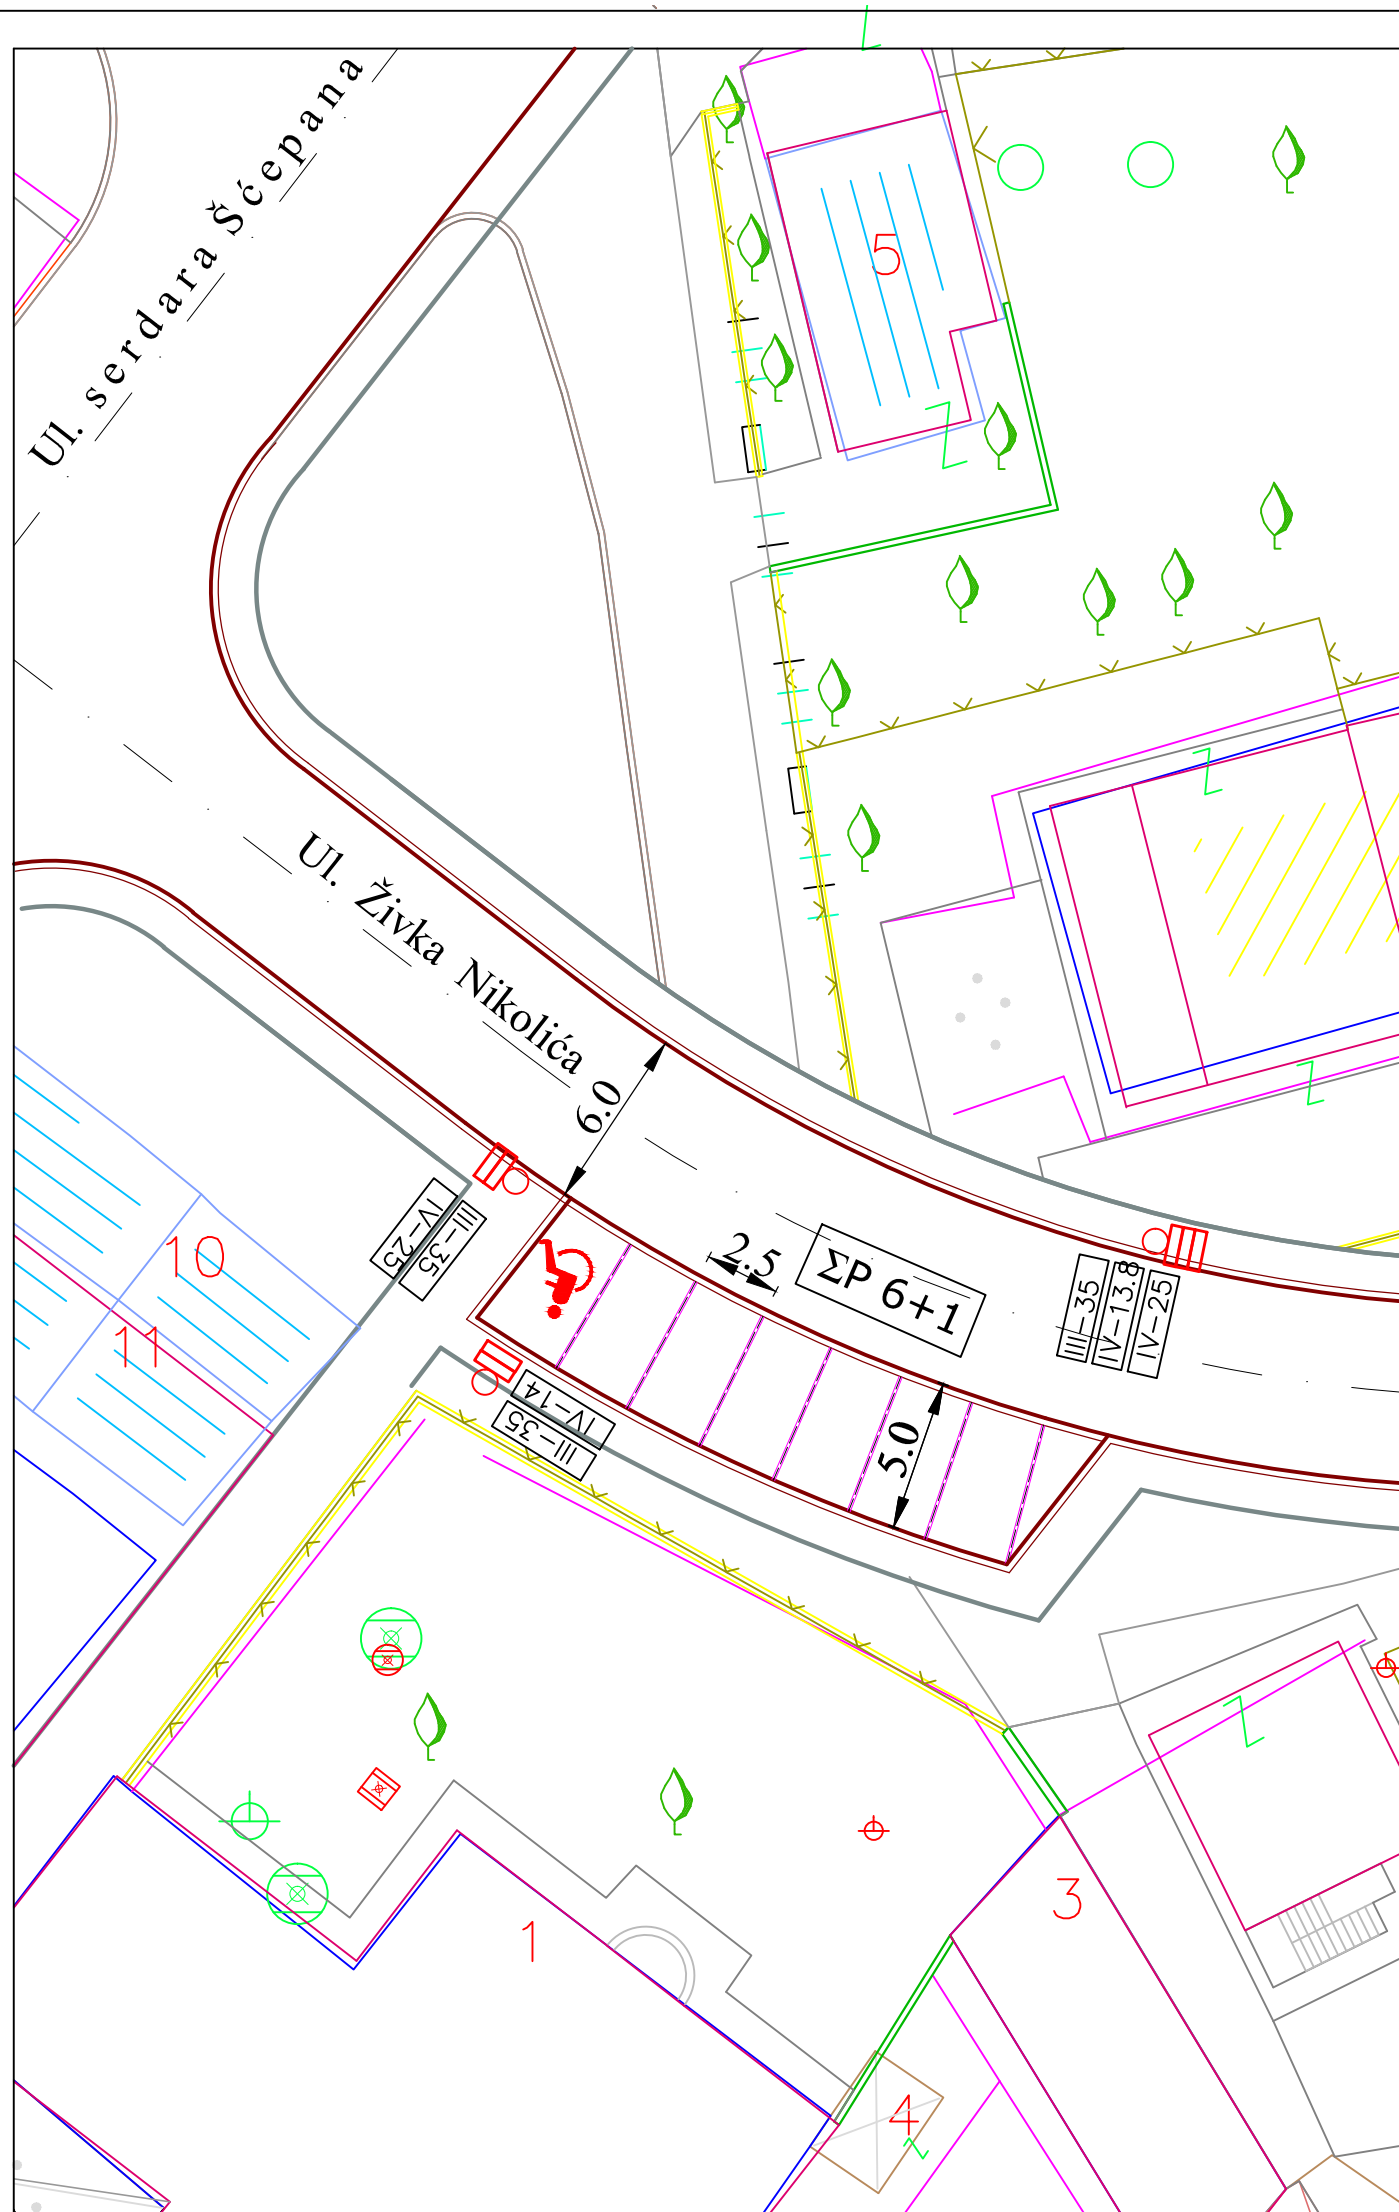 Ul. serdara Šćepana
5
Ul. Živka Nikolića
6.0
IV-25
III-35
2.5
ΣP 6+1
III-35
IV-13.8
IV-25
10
11
IV-14
III-35
5.0
1
3
4